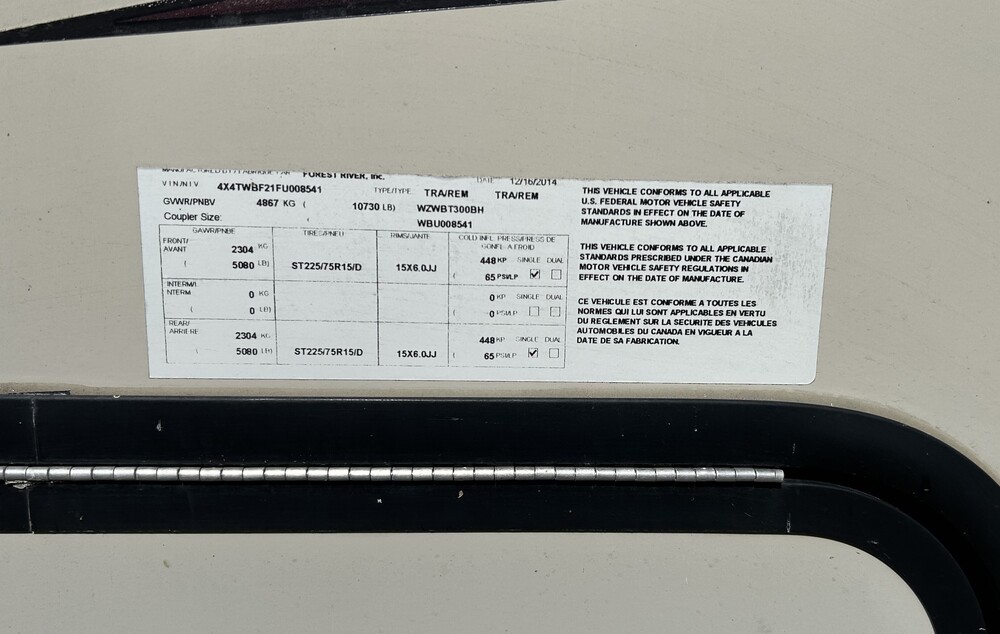 MANUFACTURED BY / FABRIQUE PAR FOREST RIVER, Inc. DATE 12/16/2014
VIN/NIV 4X4TWBF21FU008541 TYPE/TYPE TRA/REM TRA/REM
GVWR/PNBV 4867 KG ( 10730 LB) WZWBT300BH
Coupler Size: WBU008541
GAWR/PNBE TIRES/PNEU RIMS/JANTE COLD INFL. PRESS/PRESS DE GONFL A FROID
FRONT/ AVANT 2304 KG 448 KP SINGLE DUAL
( 5080 LB) ST225/75R15/D 15X6.0JJ ( 65 PSI/LP
INTERM/ 0 KG 0 KP SINGLE DUAL
( 0 LB) ( 0 PSI/LP
REAR/ ARRIERE 2304 KG 448 KP SINGLE DUAL
( 5080 LB) ST225/75R15/D 15X6.0JJ ( 65 PSI/LP
THIS VEHICLE CONFORMS TO ALL APPLICABLE
U.S. FEDERAL MOTOR VEHICLE SAFETY
STANDARDS IN EFFECT ON THE DATE OF
MANUFACTURE SHOWN ABOVE.
THIS VEHICLE CONFORMS TO ALL APPLICABLE
STANDARDS PRESCRIBED UNDER THE CANADIAN
MOTOR VEHICLE SAFETY REGULATIONS IN
EFFECT ON THE DATE OF MANUFACTURE.
CE VEHICULE EST CONFORME A TOUTES LES
NORMES QUI LUI SONT APPLICABLES EN VERTU
DU REGLEMENT SUR LA SECURITE DES VEHICULES
AUTOMOBILES DU CANADA EN VIGUEUR A LA
DATE DE SA FABRICATION.